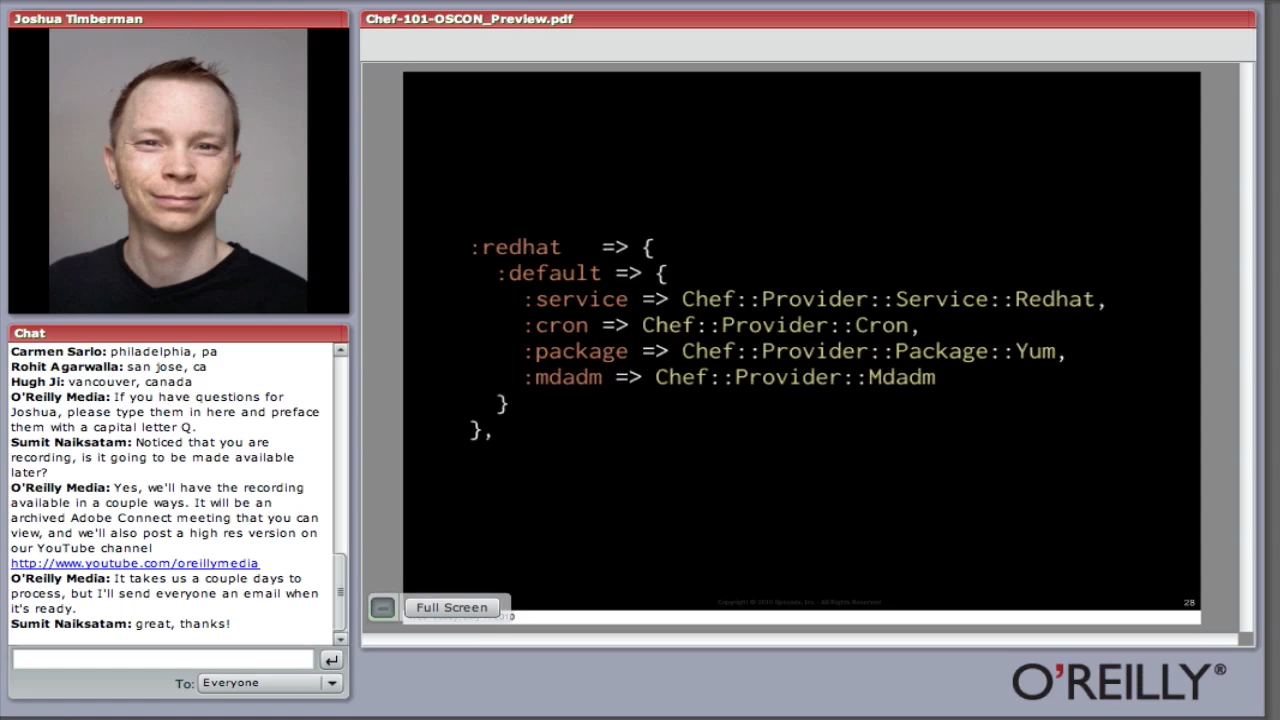 Joshua Timberman
Chat
Carmen Sarlo: philadelphia, pa
Rohit Agarwalla: san jose, ca
Hugh Ji: vancouver, canada
O'Reilly Media: If you have questions for
Joshua, please type them in here and preface
them with a capital letter Q.
Sumit Naiksatam: Noticed that you are
recording, is it going to be made available
later?
O'Reilly Media: Yes, we'll have the recording
available in a couple ways. It will be an
archived Adobe Connect meeting that you can
view, and we'll also post a high res version on
our YouTube channel
http://www.youtube.com/oreillymedia
O'Reilly Media: It takes us a couple days to
process, but I'll send everyone an email when
it's ready.
Sumit Naiksatam: great, thanks!
To: Everyone
Chef-101-OSCON_Preview.pdf
:redhat => {
:default => {
:service => Chef::Provider::Service::Redhat,
:cron => Chef::Provider::Cron,
:package => Chef::Provider::Package::Yum,
:mdadm => Chef::Provider::Mdadm
}
},
Copyright © 2010 Opscode, Inc - All Rights Reserved
28
Full Screen
O'REILLY®